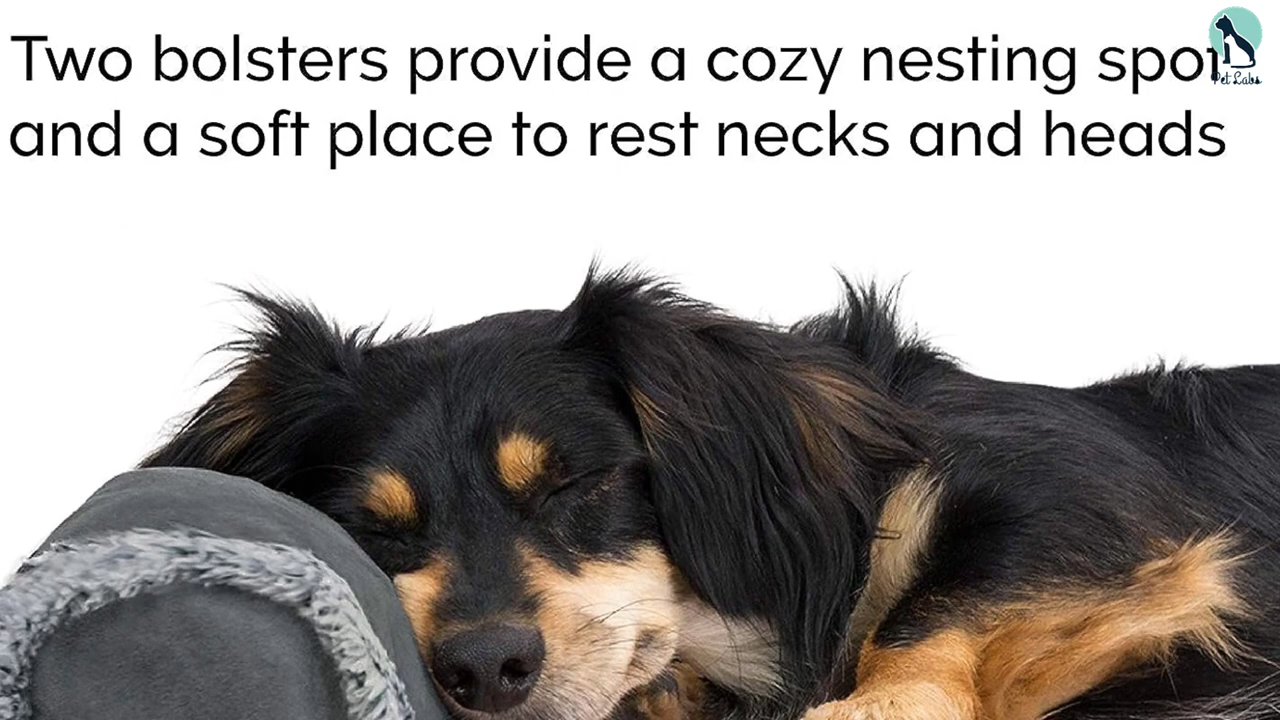 Two bolsters provide a cozy nesting spot
and a soft place to rest necks and heads
Pet Labs